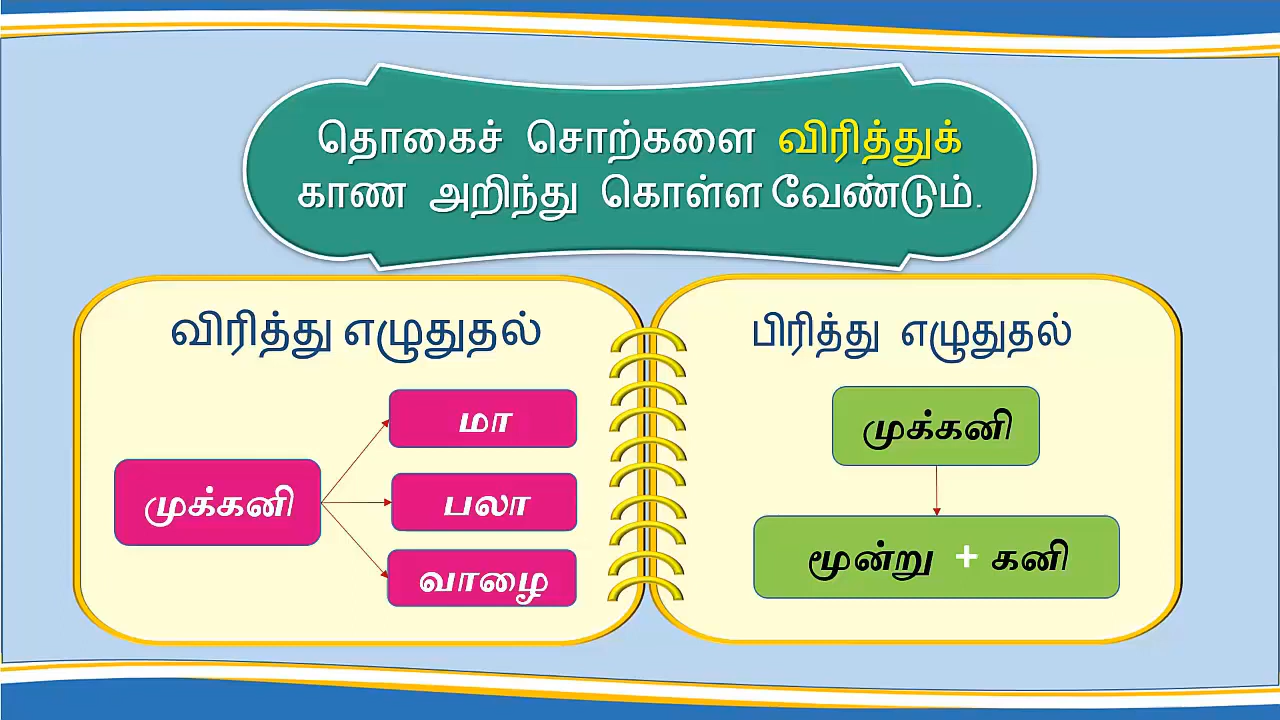 தொகைச் சொற்களை விரித்துக்
காண அறிந்து கொள்ள வேண்டும்.
விரித்து எழுதுதல்
முக்கனி
மா
பலா
வாழை
பிரித்து எழுதுதல்
முக்கனி
மூன்று + கனி